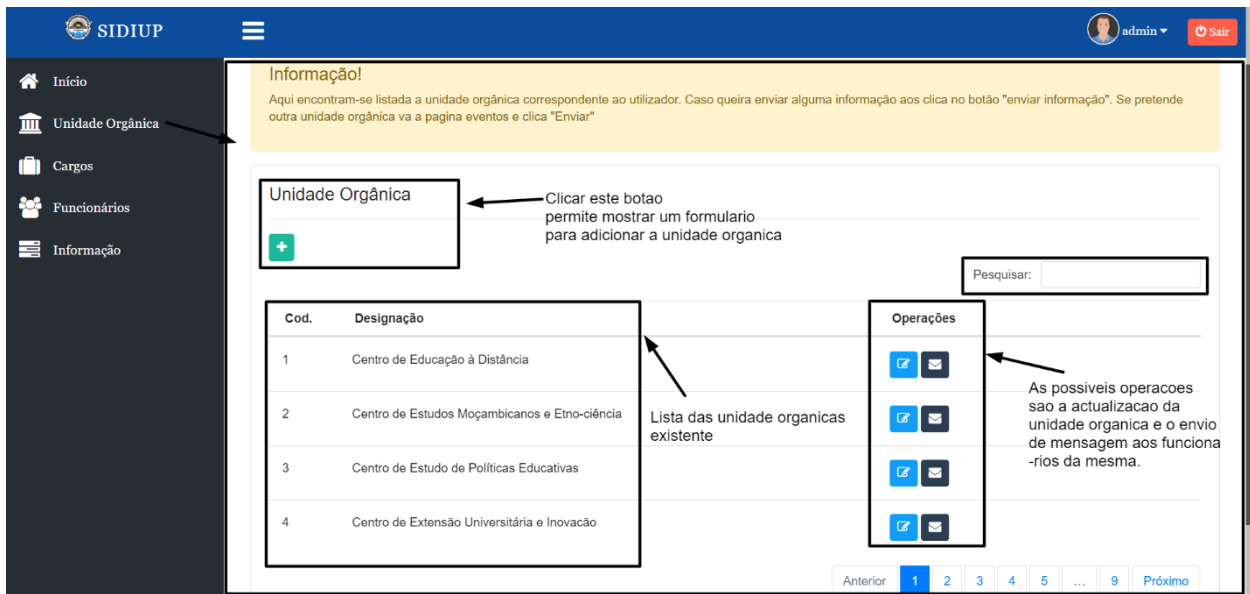 SIDIUP
admin
Sair
Início
Unidade Orgânica
Cargos
Funcionários
Informação
Informação!
Aqui encontram-se listada a unidade orgânica correspondente ao utilizador. Caso queira enviar alguma informação aos clica no botão "enviar informação". Se pretende
outra unidade orgânica va a pagina eventos e clica "Enviar"
Unidade Orgânica
Clicar este botao
permite mostrar um formulario
para adicionar a unidade organica
Pesquisar:
Cod. Designação Operações
1 Centro de Educação à Distância
2 Centro de Estudos Moçambicanos e Etno-ciência
3 Centro de Estudo de Políticas Educativas
4 Centro de Extensão Universitária e Inovacão
Lista das unidade organicas
existente
As possiveis operacoes
sao a actualizacao da
unidade organica e o envio
de mensagem aos funciona
-rios da mesma.
Anterior 1 2 3 4 5 ... 9 Próximo